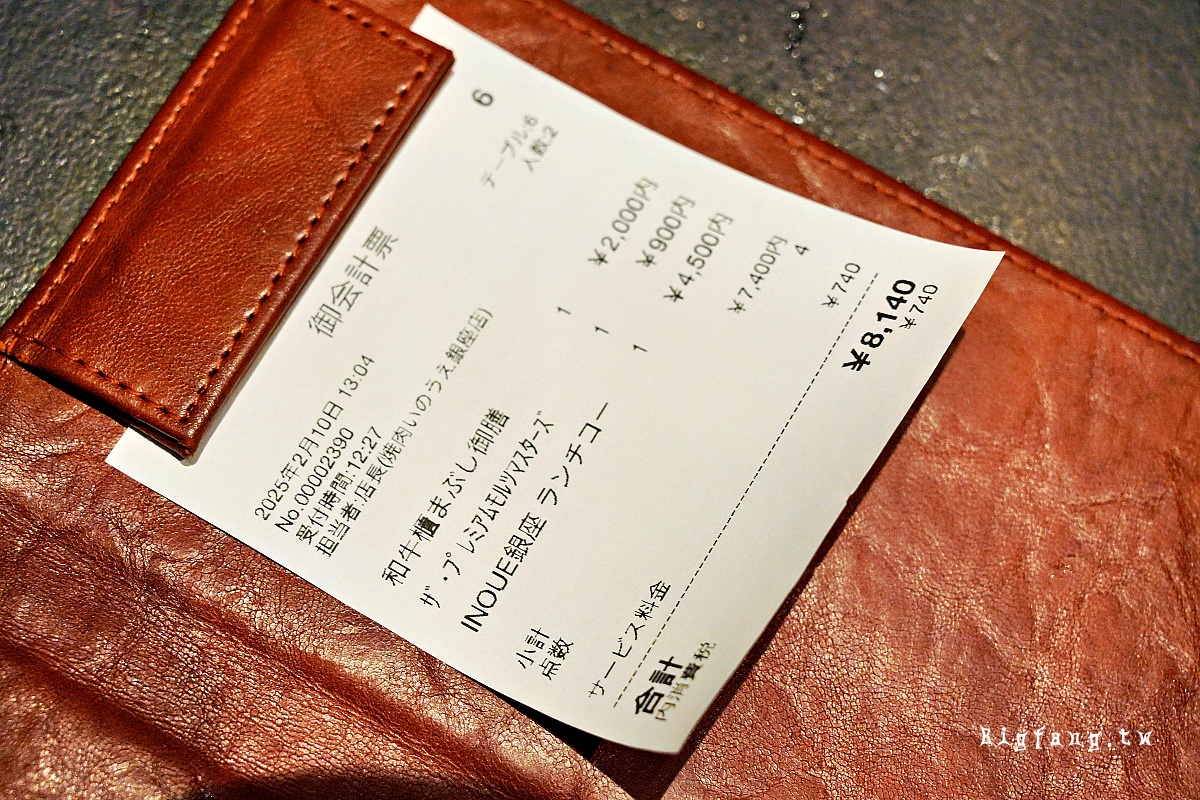 6
テーブル:6
人数:2
御会計票
2025年2月10日 13:04
No.00002390
受付時間:12:27
担当者:店長(焼肉いのうえ銀座店)
和牛櫃まぶし御膳 1 ¥2,000内
ザ・プレミアムモルツマスターズ 1 ¥900内
INOUE銀座 ランチコー 1 ¥4,500内
小計 ¥7,400内
点数 4
サービス料金 ¥740
合計 ¥8,140
内消費税 ¥740
Bigfang.tw